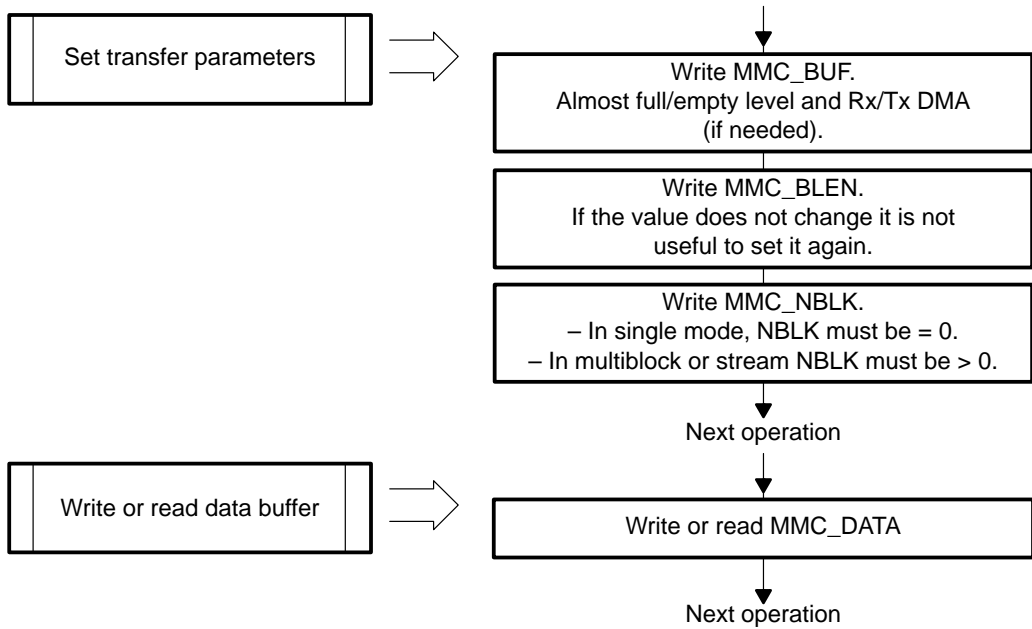 Set transfer parameters
Write MMC_BUF.
Almost full/empty level and Rx/Tx DMA
(if needed).
Write MMC_BLEN.
If the value does not change it is not
useful to set it again.
Write MMC_NBLK.
– In single mode, NBLK must be = 0.
– In multiblock or stream NBLK must be > 0.
Next operation
Write or read data buffer
Write or read MMC_DATA
Next operation